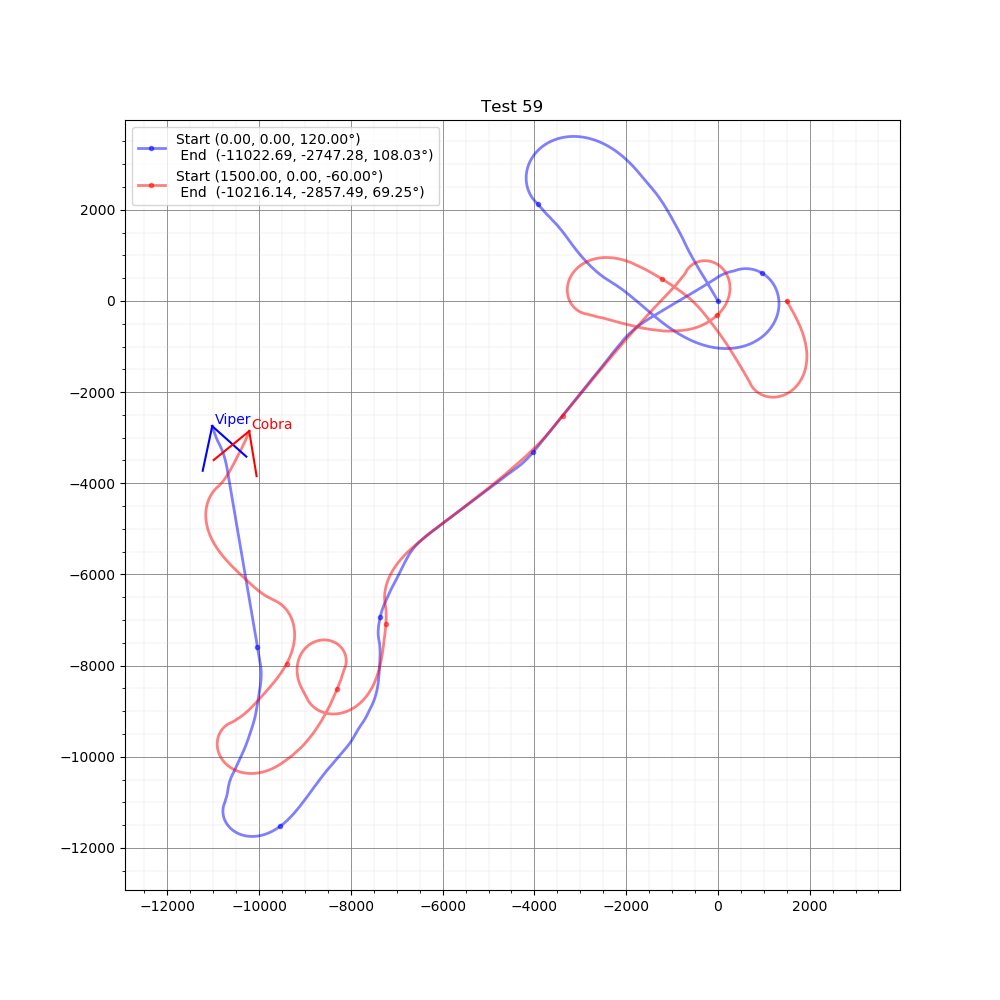 Test 59
Start (0.00, 0.00, 120.00°)
End  (-11022.69, -2747.28, 108.03°)
Start (1500.00, 0.00, -60.00°)
End  (-10216.14, -2857.49, 69.25°)
2000
0
−2000
−4000
−6000
−8000
−10000
−12000
Viper
Cobra
−12000 −10000 −8000 −6000 −4000 −2000 0 2000